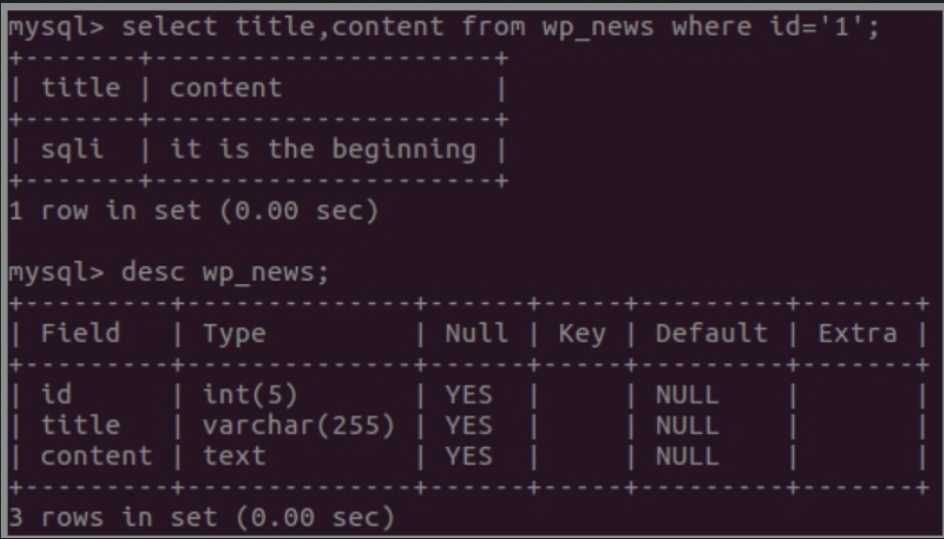 mysql> select title,content from wp_news where id='1';
+-------+---------------------+
| title | content             |
+-------+---------------------+
| sqli  | it is the beginning |
+-------+---------------------+
1 row in set (0.00 sec)

mysql> desc wp_news;
+---------+--------------+------+-----+---------+-------+
| Field   | Type         | Null | Key | Default | Extra |
+---------+--------------+------+-----+---------+-------+
| id      | int(5)       | YES  |     | NULL    |       |
| title   | varchar(255) | YES  |     | NULL    |       |
| content | text         | YES  |     | NULL    |       |
+---------+--------------+------+-----+---------+-------+
3 rows in set (0.00 sec)